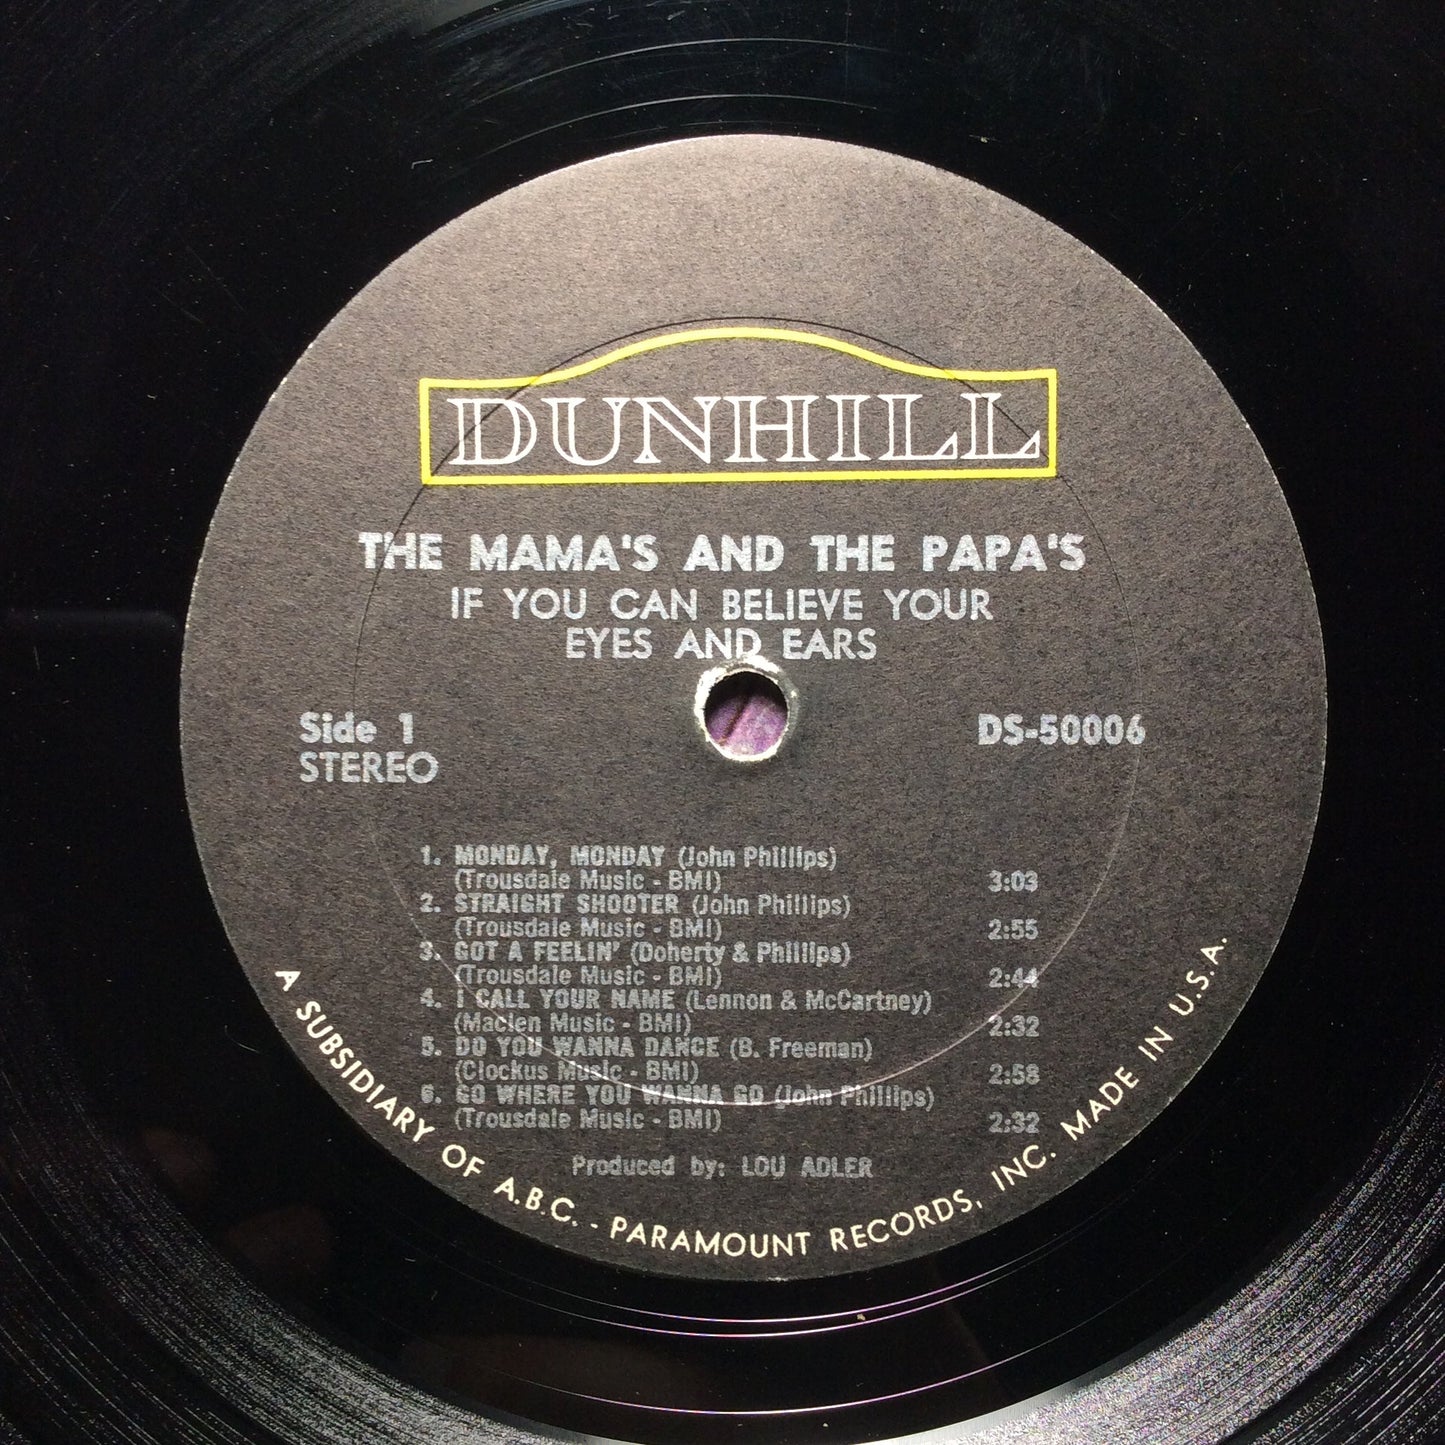 DUNHILL
THE MAMA'S AND THE PAPA'S
IF YOU CAN BELIEVE YOUR
EYES AND EARS
Side 1
STEREO
DS-50006
1. MONDAY, MONDAY (John Phillips)
(Trousdale Music - BMI) 3:03
2. STRAIGHT SHOOTER (John Phillips)
(Trousdale Music - BMI) 2:55
3. GOT A FEELIN' (Doherty & Phillips)
(Trousdale Music - BMI) 2:44
4. I CALL YOUR NAME (Lennon & McCartney)
(Maclen Music - BMI) 2:32
5. DO YOU WANNA DANCE (B. Freeman)
(Clockus Music - BMI) 2:58
6. GO WHERE YOU WANNA GO (John Phillips)
(Trousdale Music - BMI) 2:32
Produced by: LOU ADLER
A SUBSIDIARY OF A.B.C. - PARAMOUNT RECORDS, INC. MADE IN U.S.A.